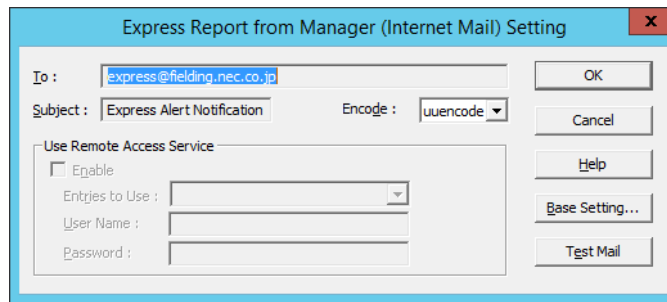 Express Report from Manager (Internet Mail) Setting
x
To : express@fielding.nec.co.jp
OK
Subject : Express Alert Notification Encode : uuencode
Cancel
Use Remote Access Service
Enable
Help
Entries to Use :
User Name :
Base Setting...
Password :
Test Mail